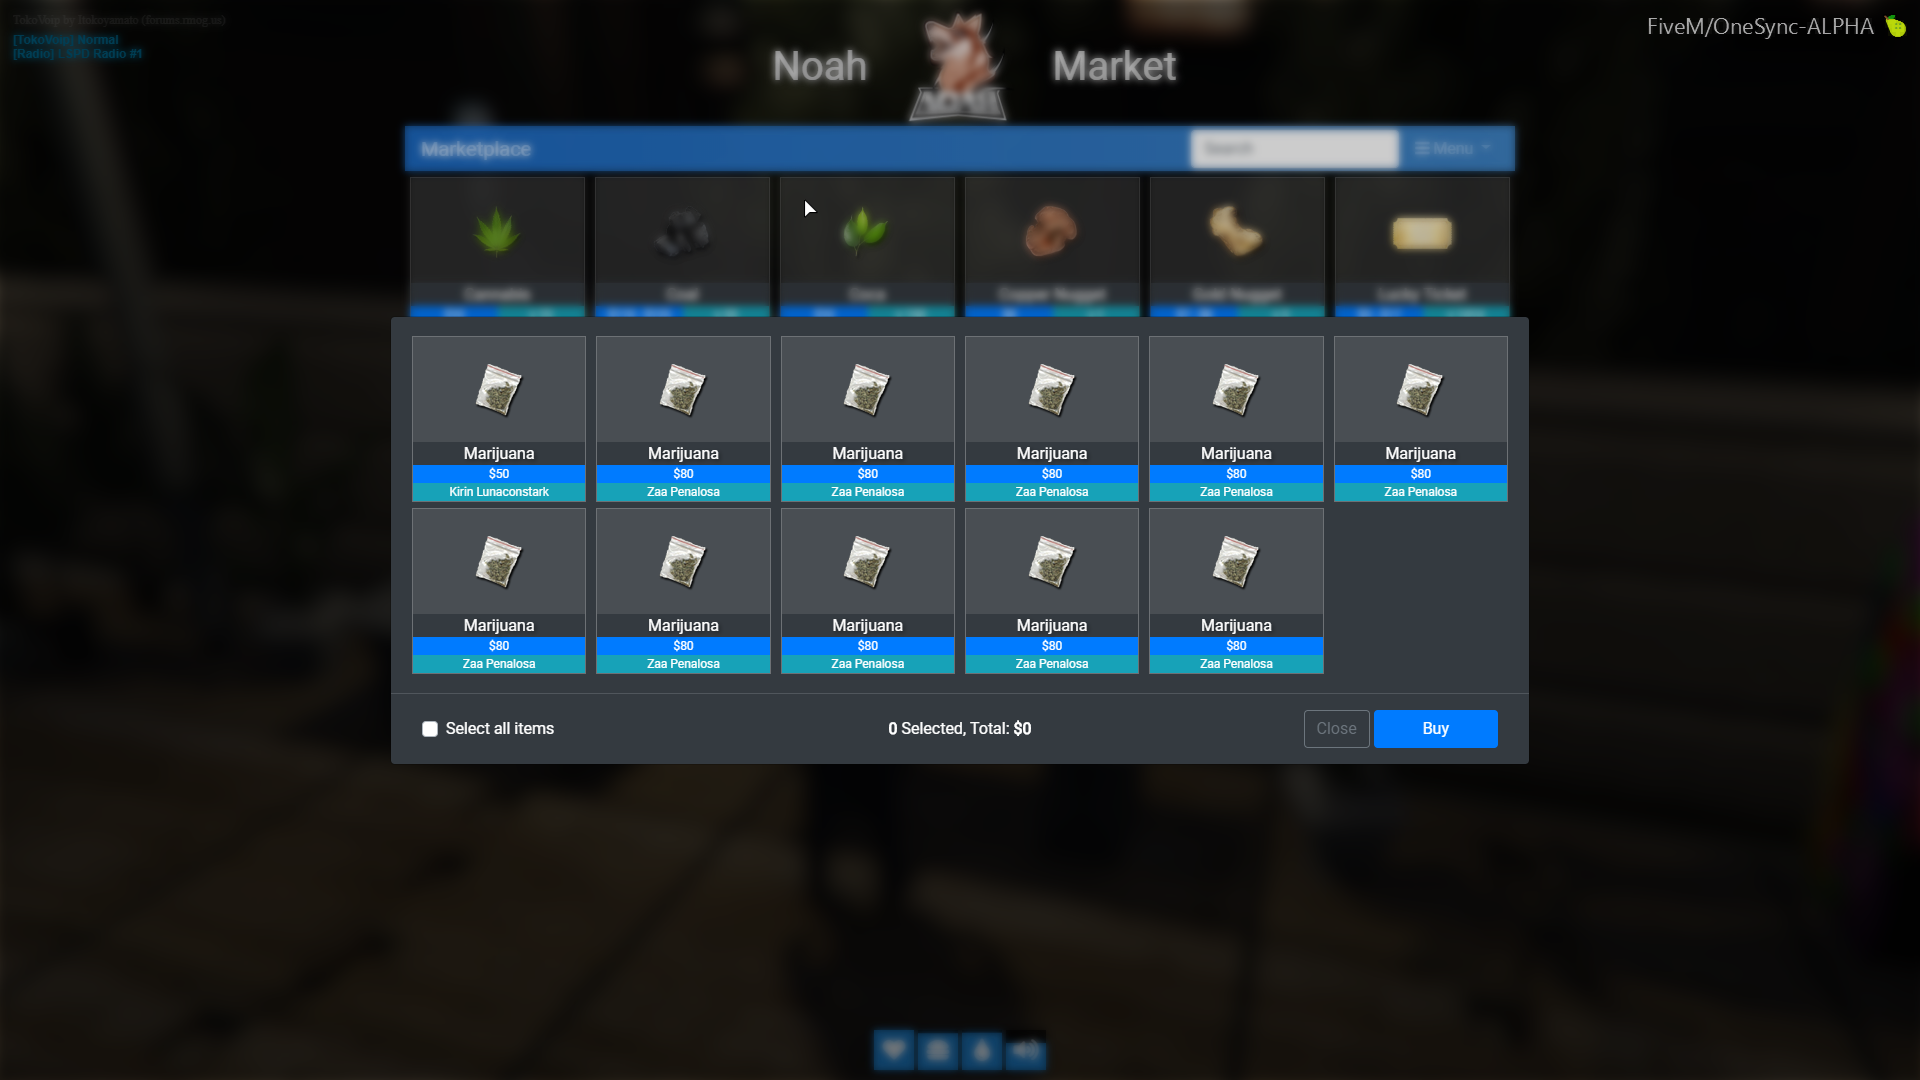 TokoVoip by Itokoyamato (forums.rmog.us)
[TokoVoip] Normal
[Radio] LSPD Radio #1
FiveM/OneSync-ALPHA
Noah Market
NOAH
Marketplace
Search
Menu
Cannabis Coal Coca Copper Nugget Gold Nugget Lucky Ticket
Marijuana Marijuana Marijuana Marijuana Marijuana Marijuana
$50 $80 $80 $80 $80 $80
Kirin Lunaconstark Zaa Penalosa Zaa Penalosa Zaa Penalosa Zaa Penalosa Zaa Penalosa
Marijuana Marijuana Marijuana Marijuana Marijuana
$80 $80 $80 $80 $80
Zaa Penalosa Zaa Penalosa Zaa Penalosa Zaa Penalosa Zaa Penalosa
Select all items
0 Selected, Total: $0
Close
Buy